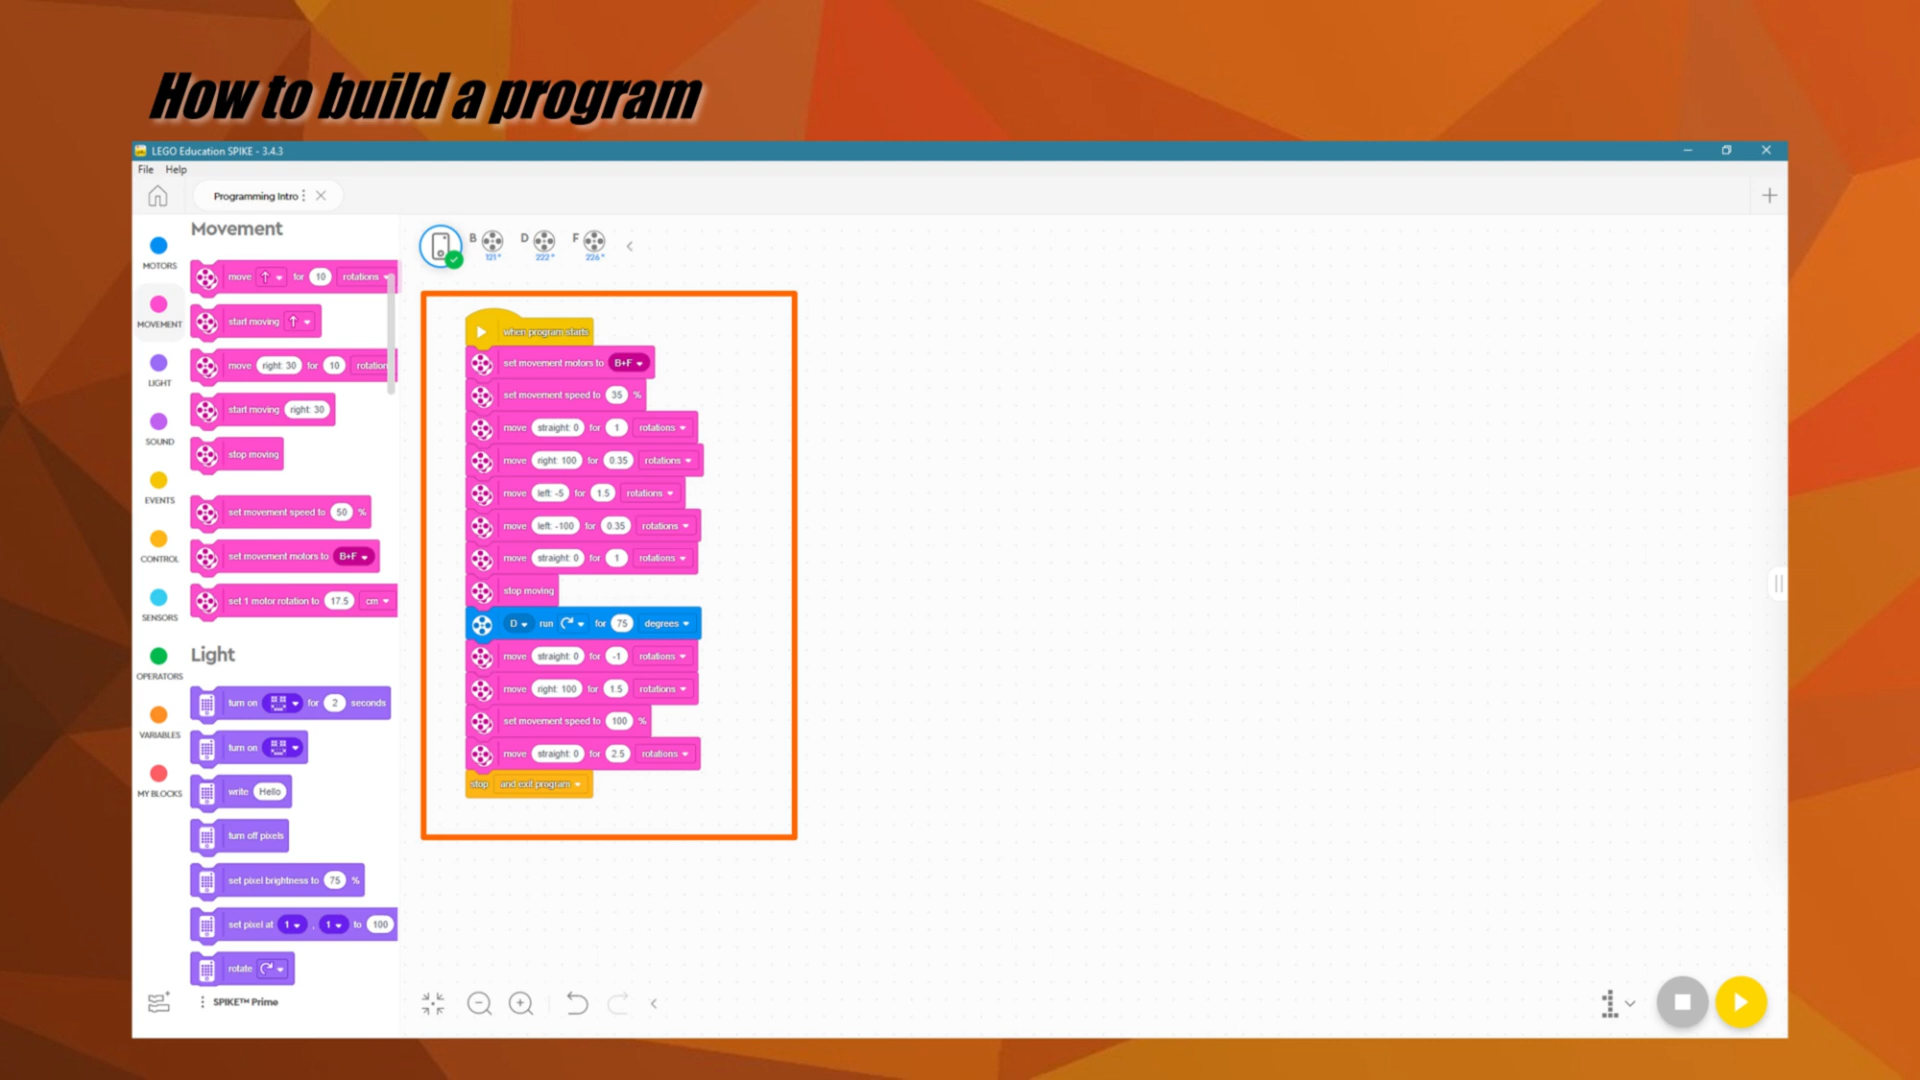 How to build a program
LEGO Education SPIKE - 3.4.3
File Help
Programming Intro
MOTORS
MOVEMENT
LIGHT
SOUND
EVENTS
CONTROL
SENSORS
OPERATORS
VARIABLES
MY BLOCKS
Movement
move for 10 rotations
start moving
move right: 30 for 10 rotation
start moving right: 30
stop moving
set movement speed to 50 %
set movement motors to B+F
set 1 motor rotation to 17.5 cm
Light
turn on for 2 seconds
turn on
write Hello
turn off pixels
set pixel brightness to 75 %
set pixel at 1 , 1 to 100
rotate
SPIKE™ Prime
B D F
121° 222° 226°
when program starts
set movement motors to B+F
set movement speed to 35 %
move straight: 0 for 1 rotations
move right: 100 for 0.35 rotations
move left: -5 for 1.5 rotations
move left: -100 for 0.35 rotations
move straight: 0 for 1 rotations
stop moving
D run for 75 degrees
move straight: 0 for -1 rotations
move right: 100 for 1.5 rotations
set movement speed to 100 %
move straight: 0 for 2.5 rotations
stop and exit program